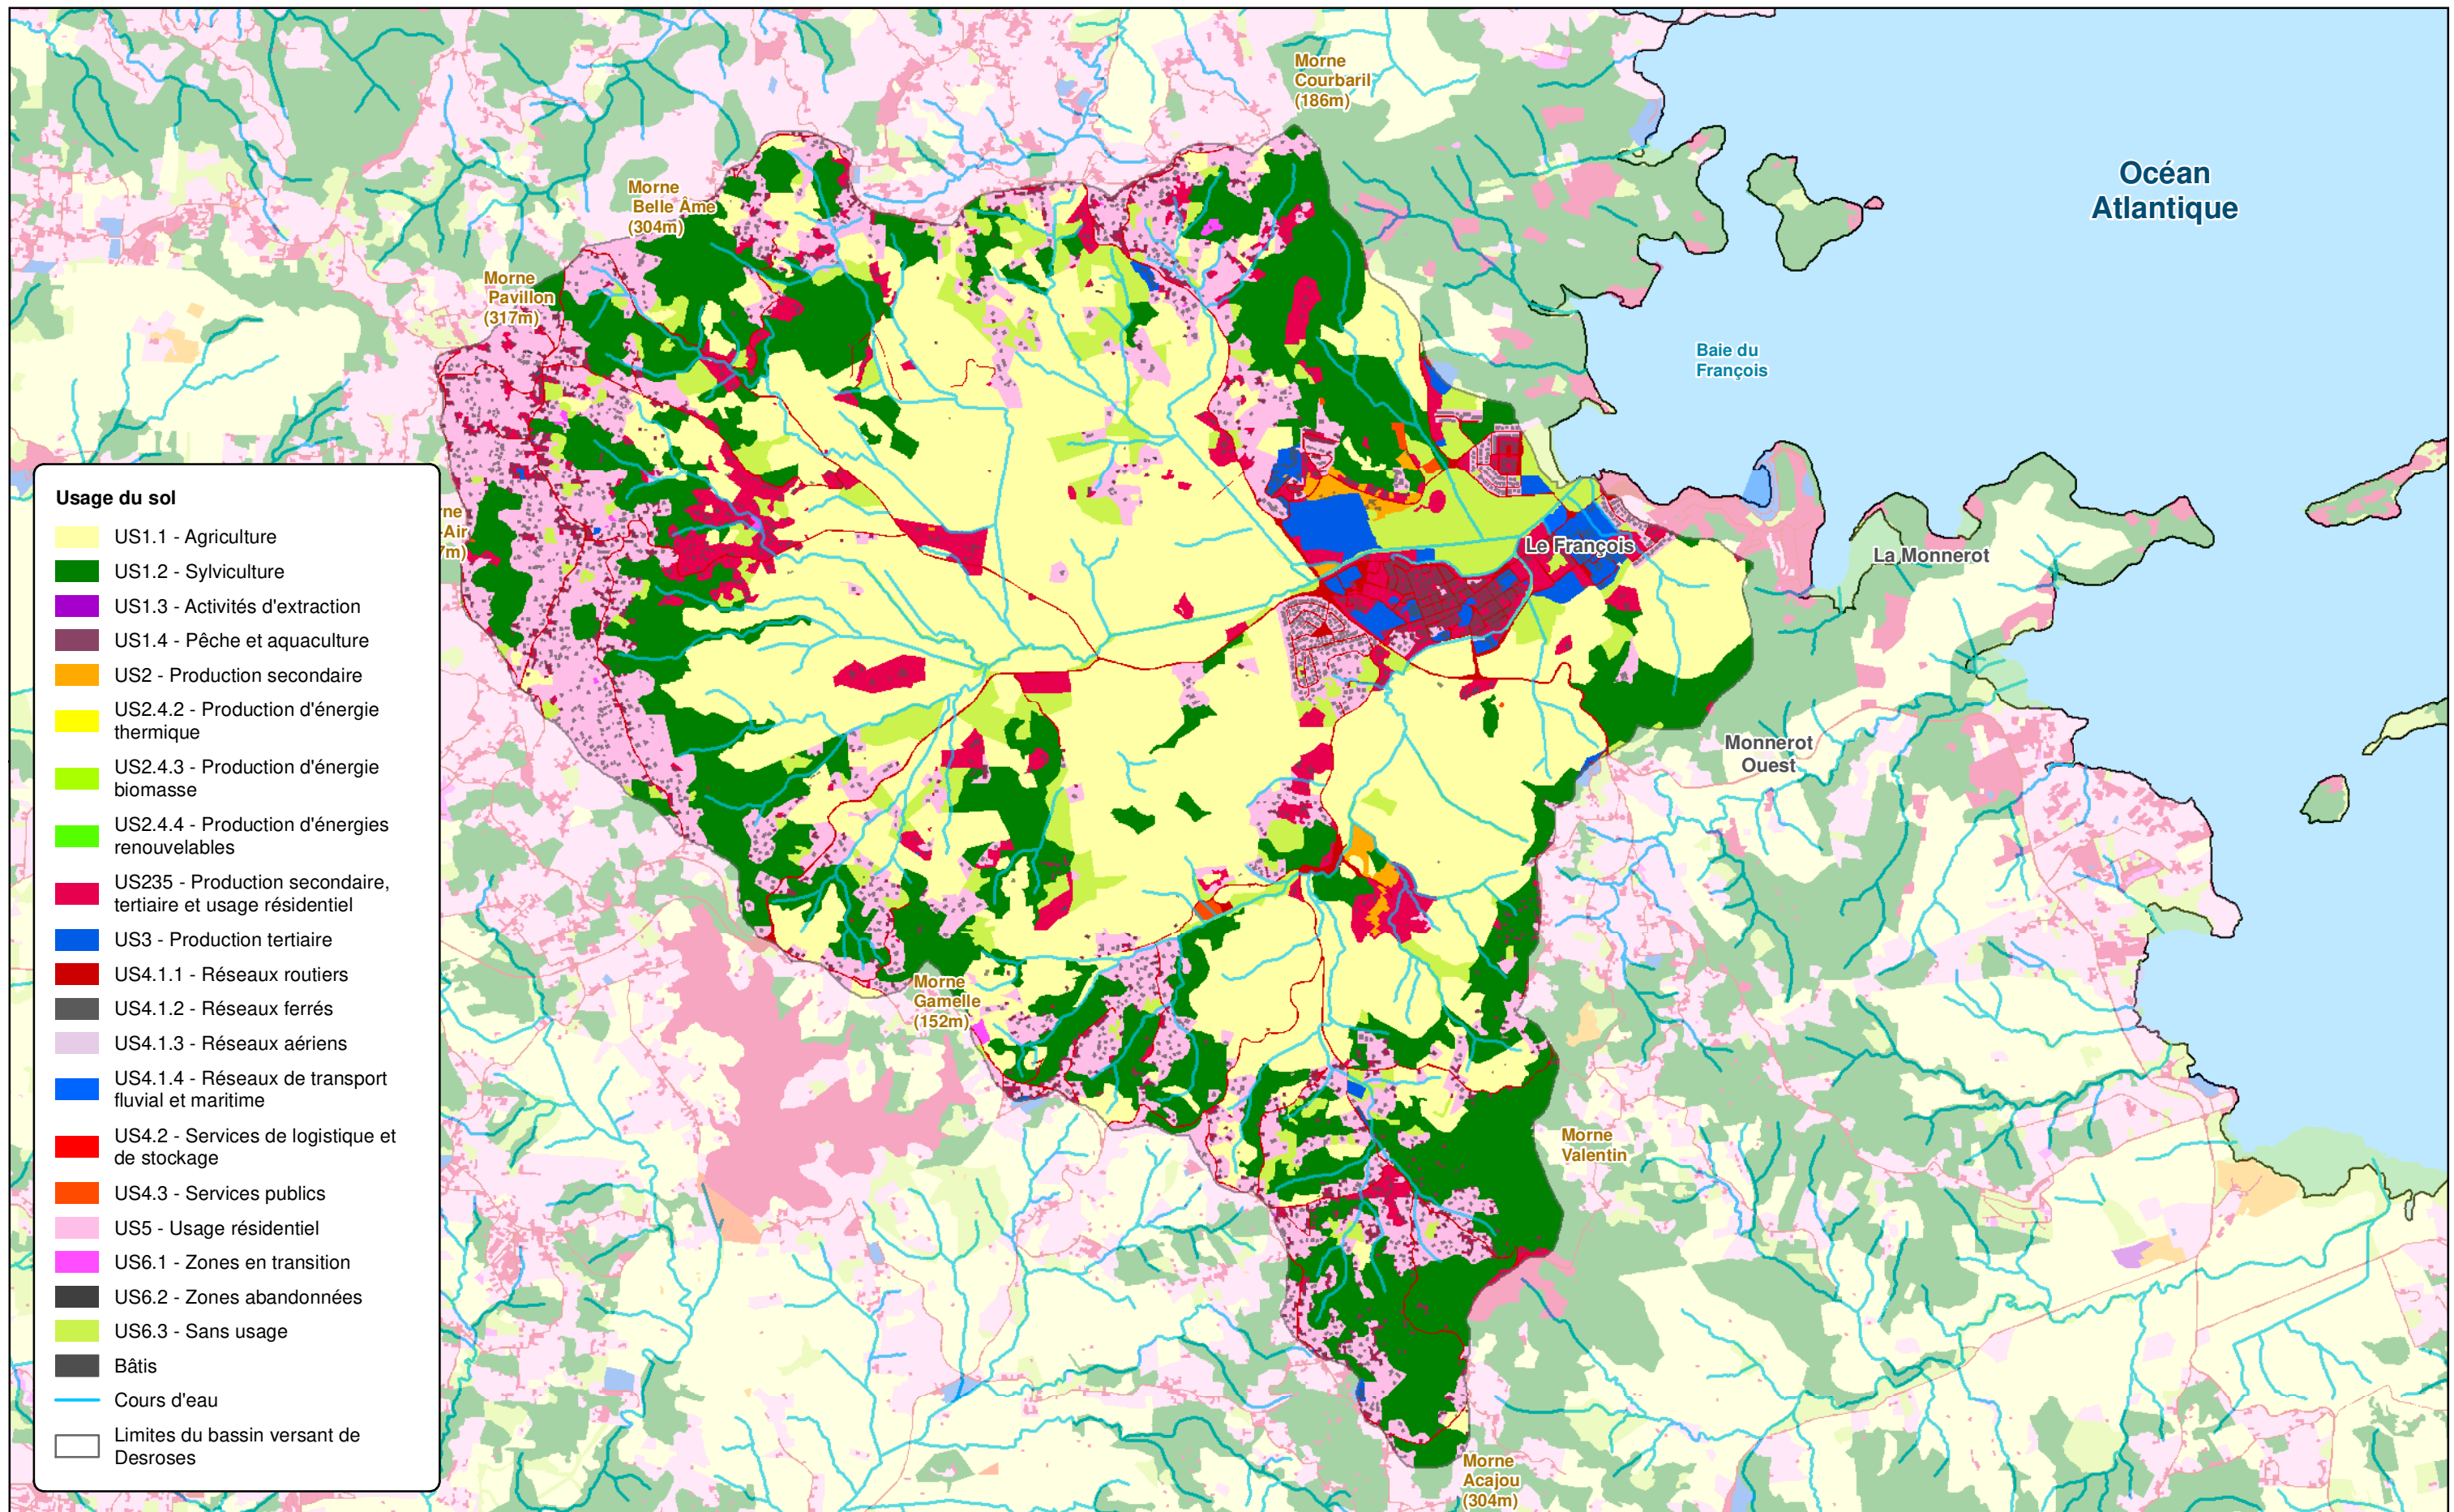 Morne
Courbaril
(186m)
Océan
Atlantique
Morne
Belle Âme
(304m)
Morne
Pavillon
(317m)
Baie du
François
rne
-Air
7m)
Le François
La Monnerot
Monnerot
Ouest
Morne
Gamelle
(152m)
Morne
Valentin
Morne
Acajou
(304m)
Usage du sol
US1.1 - Agriculture
US1.2 - Sylviculture
US1.3 - Activités d'extraction
US1.4 - Pêche et aquaculture
US2 - Production secondaire
US2.4.2 - Production d'énergie
thermique
US2.4.3 - Production d'énergie
biomasse
US2.4.4 - Production d'énergies
renouvelables
US235 - Production secondaire,
tertiaire et usage résidentiel
US3 - Production tertiaire
US4.1.1 - Réseaux routiers
US4.1.2 - Réseaux ferrés
US4.1.3 - Réseaux aériens
US4.1.4 - Réseaux de transport
fluvial et maritime
US4.2 - Services de logistique et
de stockage
US4.3 - Services publics
US5 - Usage résidentiel
US6.1 - Zones en transition
US6.2 - Zones abandonnées
US6.3 - Sans usage
Bâtis
Cours d'eau
Limites du bassin versant de
Desroses